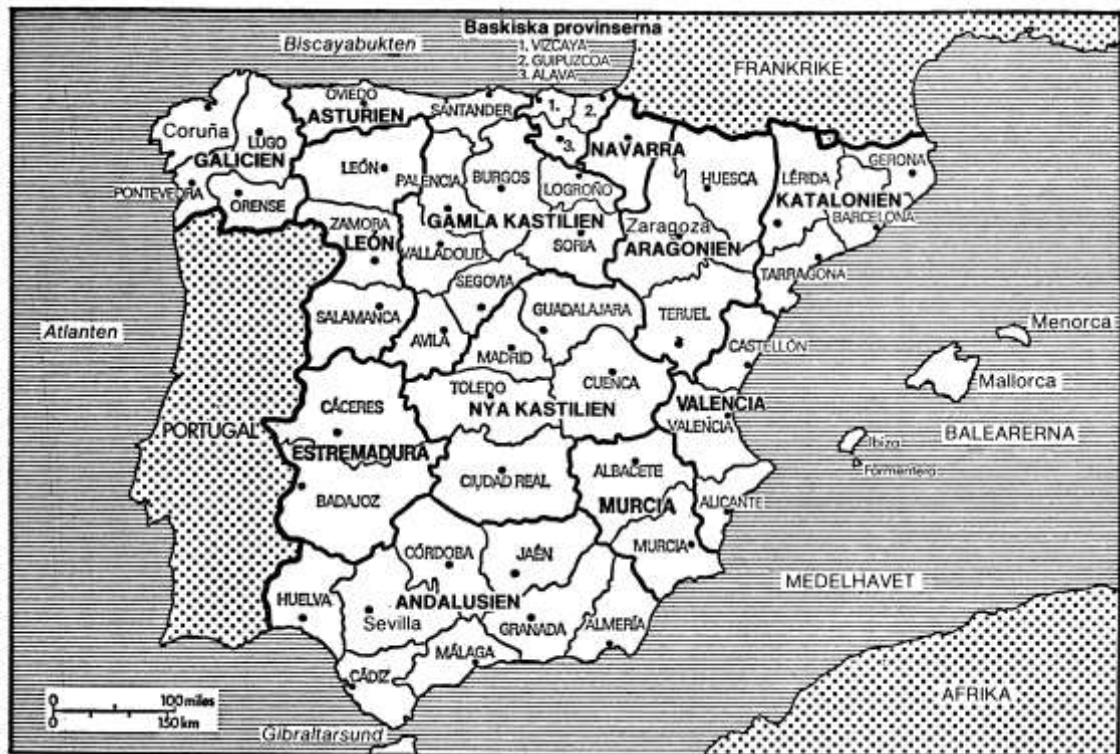 Baskiska provinserna
1. VIZCAYA
2. GUIPUZCOA
3. ALAVA
Biscayabukten
FRANKRIKE
OVIEDO
ASTURIEN
SANTANDER
1.
2.
3.
Coruña
LUGO
GALICIEN
NAVARRA
GERONA
LEÓN
PALENCIA
BURGOS
LOGROÑO
HUESCA
LÉRIDA
KATALONIEN
PONTEVEDRA
ORENSE
BARCELONA
ZAMORA
GAMLA KASTILIEN
Zaragoza
LEÓN
VALLADOLID
SORIA
ARAGONIEN
TARRAGONA
SEGOVIA
SALAMANCA
GUADALAJARA
TERUEL
Atlanten
AVILA
MADRID
CASTELLÓN
Menorca
CUENCA
Mallorca
TOLEDO
CÁCERES
NYA KASTILIEN
VALENCIA
PORTUGAL
VALENCIA
BALEARERNA
Ibiza
ESTREMADURA
Formentera
ALBACETE
CIUDAD REAL
BADAJOZ
MURCIA
ALICANTE
MURCIA
CÓRDOBA
JAÉN
MEDELHAVET
HUELVA
ANDALUSIEN
Sevilla
GRANADA
ALMERÍA
MÁLAGA
CÁDIZ
AFRIKA
0 100 miles
0 150 km
Gibraltarsund